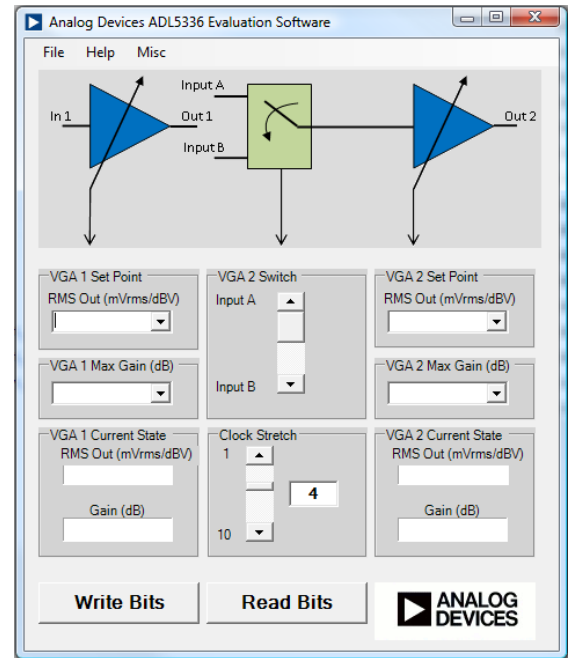 Analog Devices ADL5336 Evaluation Software
File Help Misc
Input A
In 1
Out 1
Out 2
Input B
VGA 1 Set Point
RMS Out (mVrms/dBV)
VGA 2 Switch
Input A
Input B
VGA 2 Set Point
RMS Out (mVrms/dBV)
VGA 1 Max Gain (dB)
VGA 2 Max Gain (dB)
VGA 1 Current State
RMS Out (mVrms/dBV)
Gain (dB)
Clock Stretch
1
4
10
VGA 2 Current State
RMS Out (mVrms/dBV)
Gain (dB)
Write Bits
Read Bits
ANALOG
DEVICES